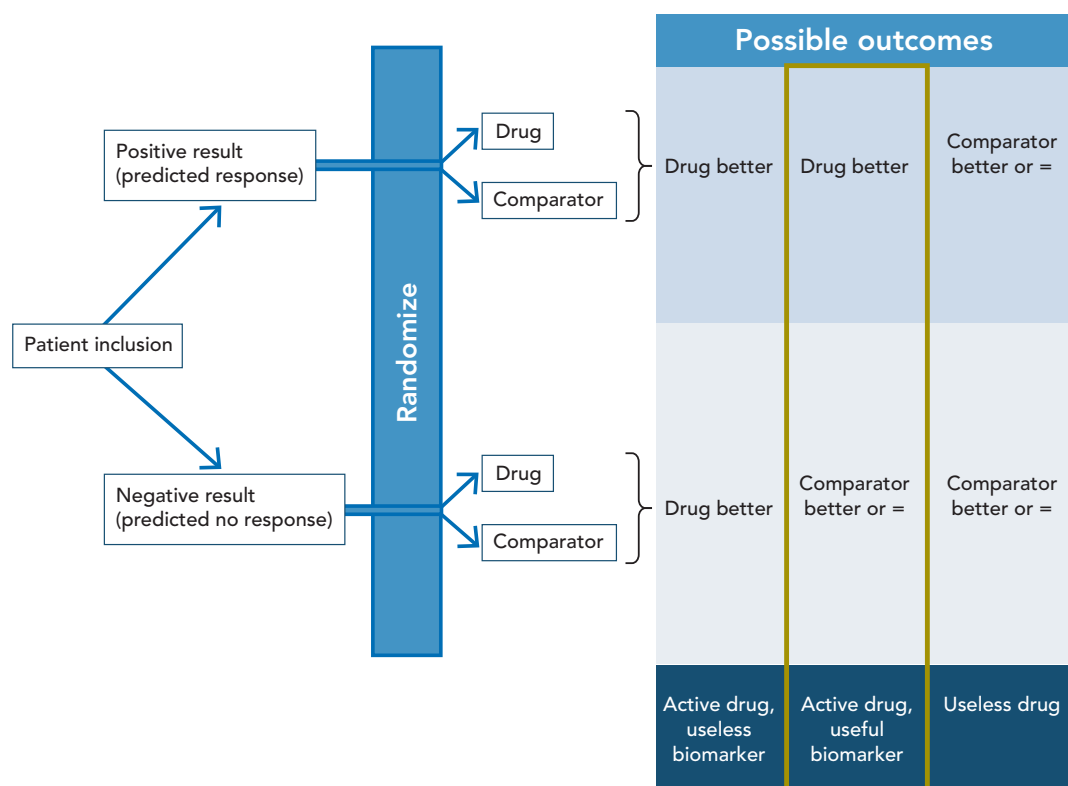 Possible outcomes
Positive result
(predicted response)
Drug
Comparator
Drug better
Drug better
Comparator
better or =
Patient inclusion
Randomize
Negative result
(predicted no response)
Drug
Comparator
Drug better
Comparator
better or =
Comparator
better or =
Active drug,
useless
biomarker
Active drug,
useful
biomarker
Useless drug